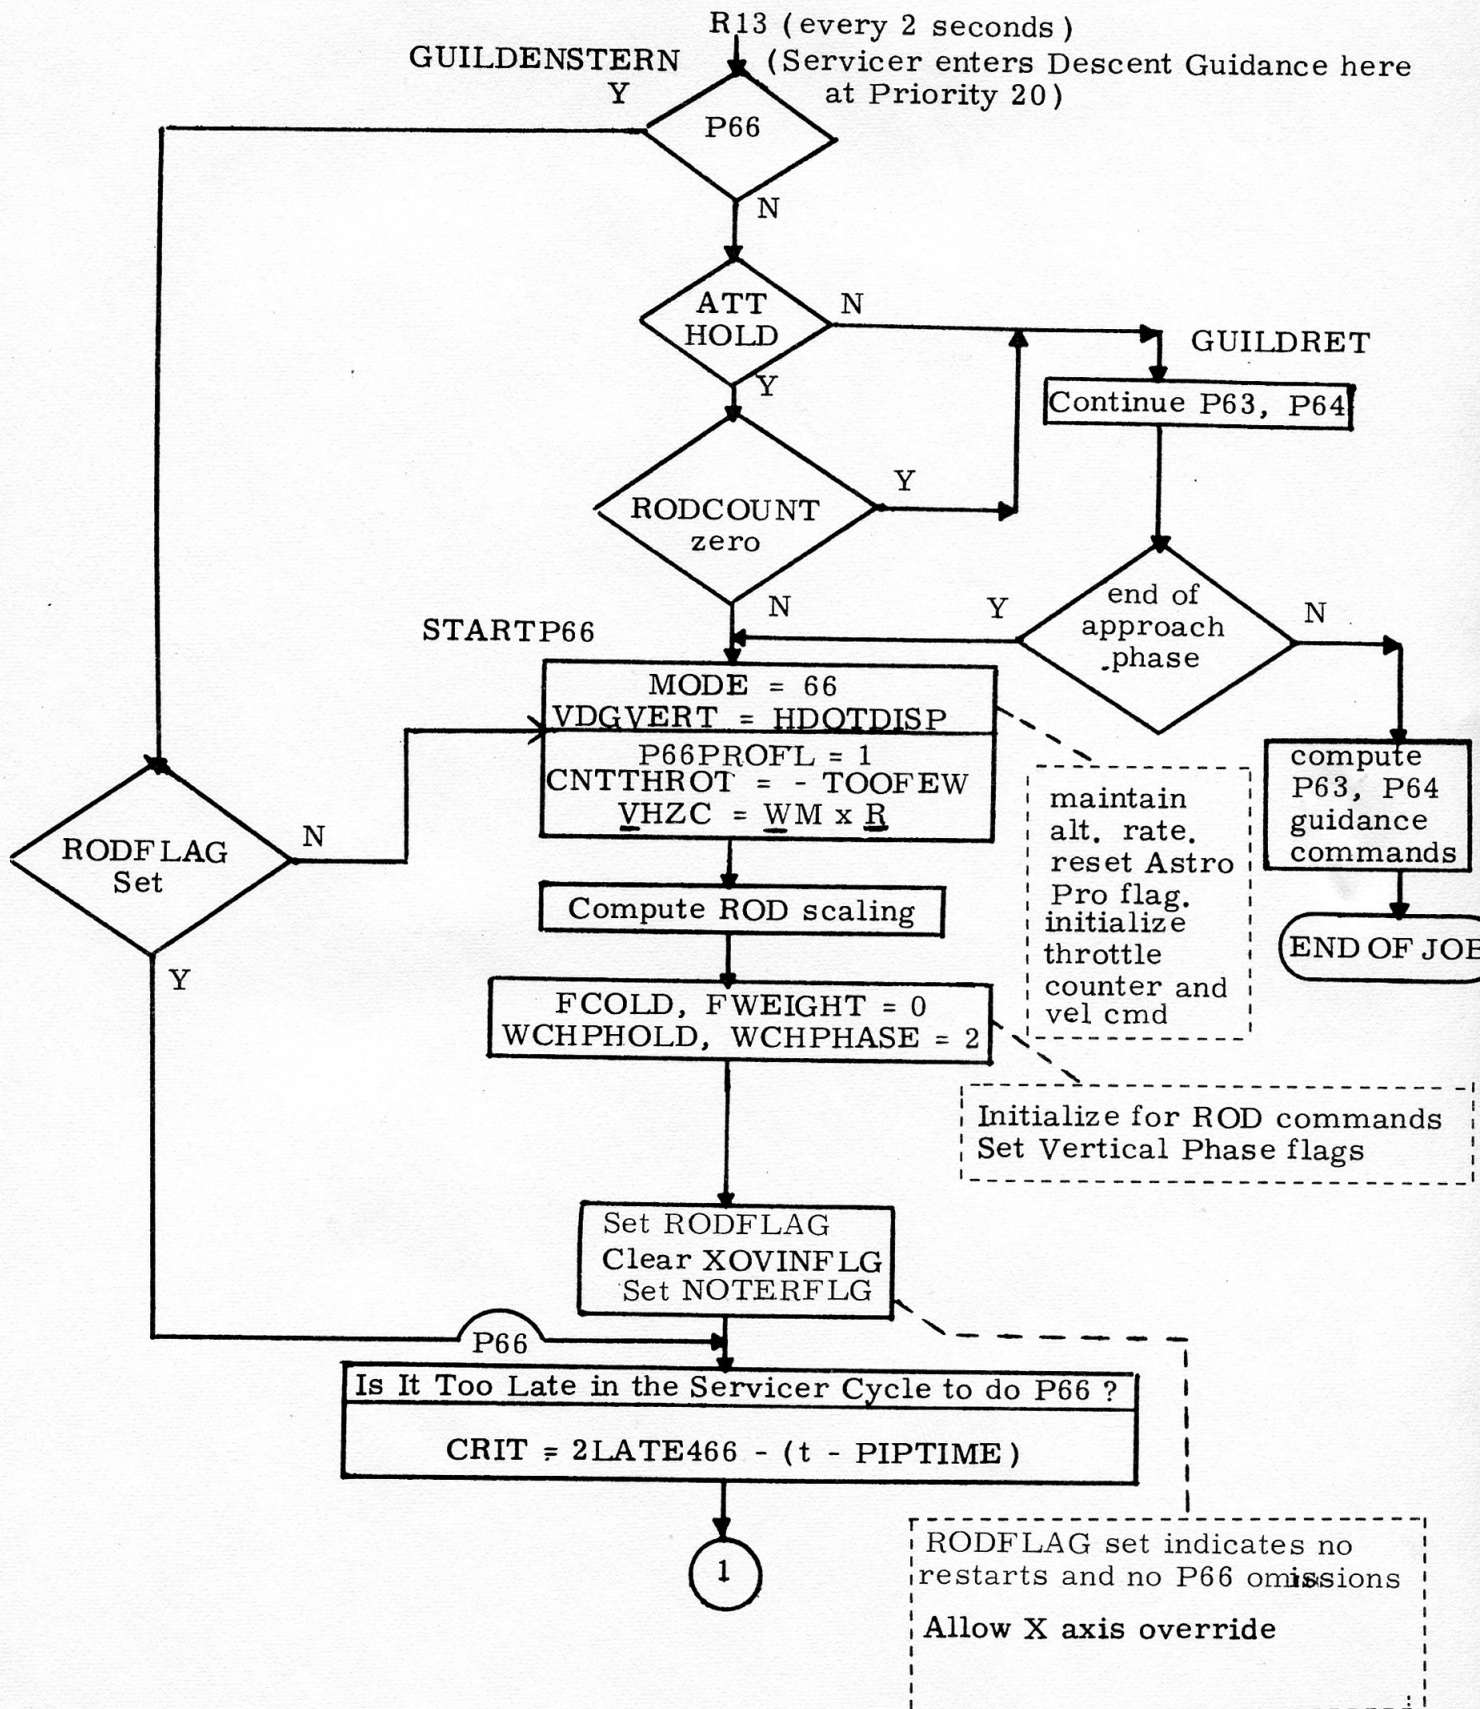 R13 (every 2 seconds)
GUILDENSTERN
(Servicer enters Descent Guidance here
at Priority 20)
Y
P66
N
ATT
HOLD
N
GUILDRET
Y
Continue P63, P64
RODCOUNT
zero
Y
N
end of
approach
phase
Y
N
STARTP66
MODE = 66
VDGVERT = HDOTDISP
P66PROFL = 1
CNTTHROT = - TOOFEW
VHZC = WM x R
compute
P63, P64
guidance
commands
maintain
alt. rate.
reset Astro
Pro flag.
initialize
throttle
counter and
vel cmd
RODFLAG
Set
N
Y
Compute ROD scaling
END OF JOB
FCOLD, FWEIGHT = 0
WCHPHOLD, WCHPHASE = 2
Initialize for ROD commands
Set Vertical Phase flags
Set RODFLAG
Clear XOVINFLG
Set NOTERFLG
P66
Is It Too Late in the Servicer Cycle to do P66 ?
CRIT = 2LATE466 - (t - PIPTIME)
1
RODFLAG set indicates no
restarts and no P66 omissions
Allow X axis override